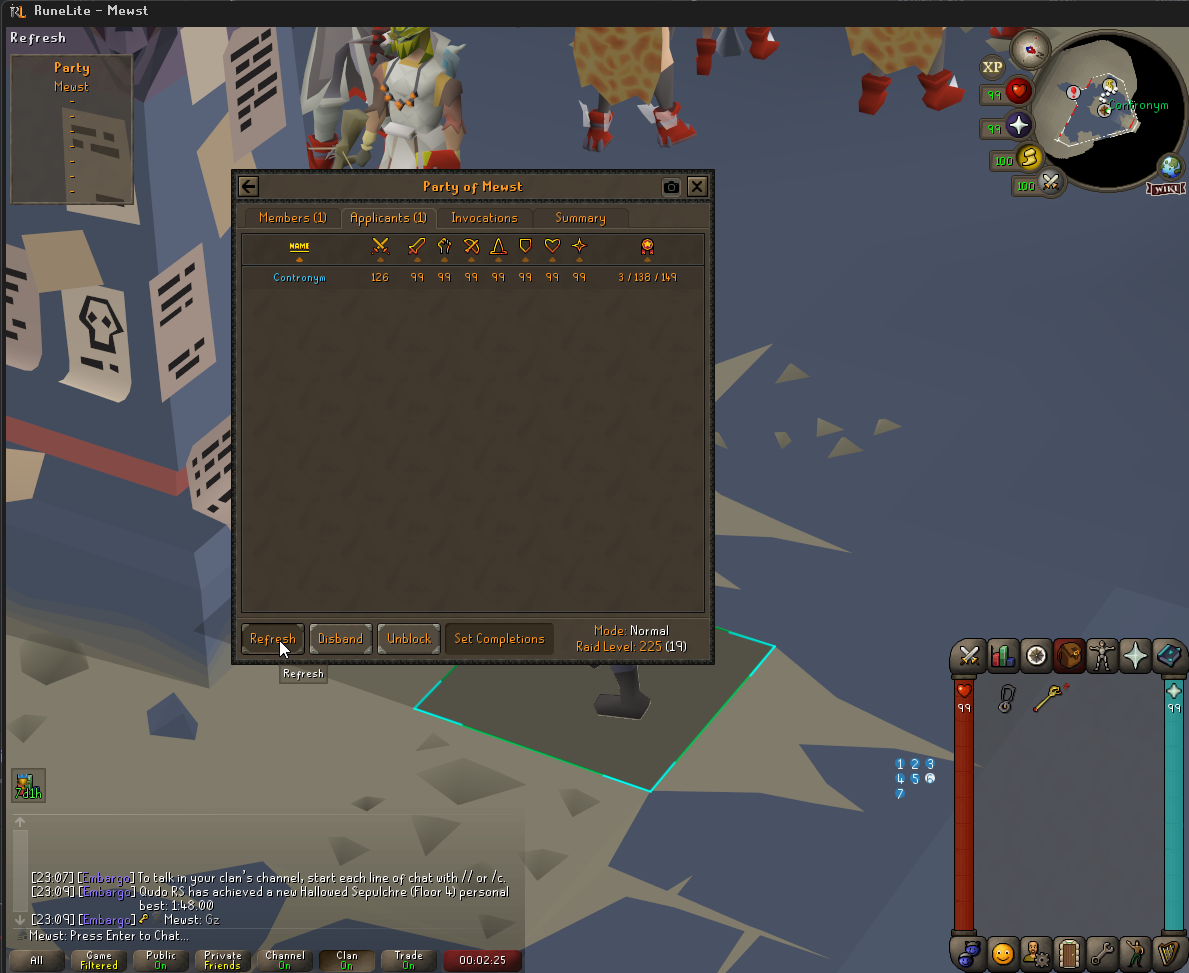 RuneLite - Mewst
Refresh
Party
Mewst
-
-
-
-
-
-
-
XP
99
99
100
100
Contronym
WIKI
Party of Mewst
Members (1) Applicants (1) Invocations Summary
NAME
Contronym 126 99 99 99 99 99 99 99 3 / 138 / 149
Refresh Disband Unblock Set Completions
Mode: Normal
Raid Level: 225 (19)
Refresh
99 99
1 2 3
4 5 6
7
7d1h
[23:07] [Embargo] To talk in your clan's channel, start each line of chat with // or /c.
[23:09] [Embargo] Qudo RS has achieved a new Hallowed Sepulchre (Floor 4) personal
best: 1:48.00
[23:09] [Embargo] Mewst: Gz
Mewst: Press Enter to Chat...
All Game Filtered Public On Private Friends Channel On Clan On Trade On 00:02:25